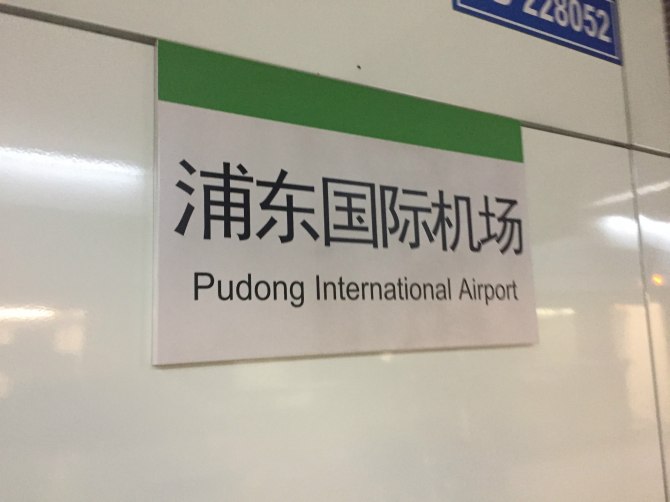 228052
浦东国际机场
Pudong International Airport